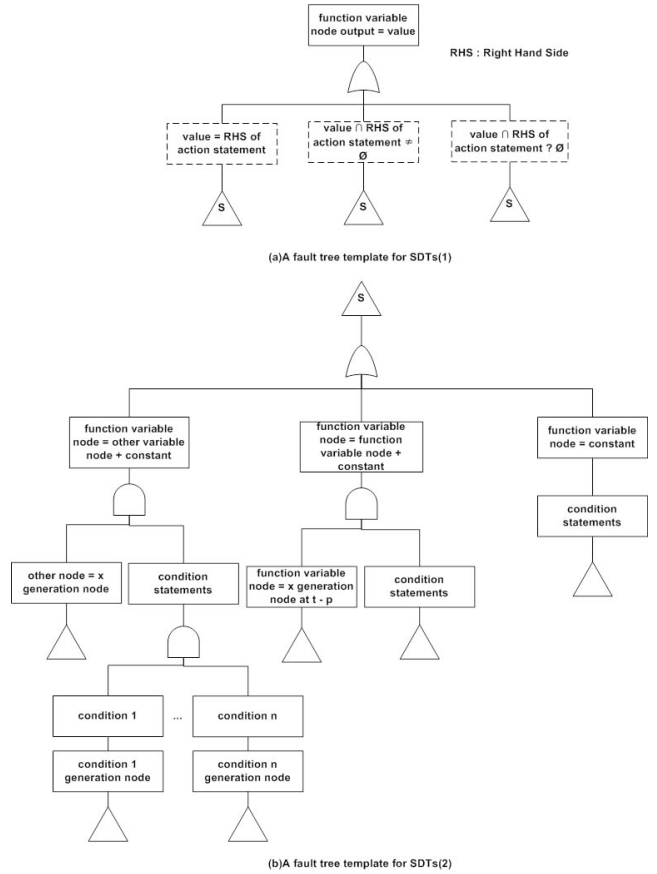 function variable
node output = value
RHS : Right Hand Side
value = RHS of
action statement
value ∩ RHS of
action statement ≠
Ø
value ∩ RHS of
action statement ? Ø
S
S
S
(a)A fault tree template for SDTs(1)
S
function variable
node = other variable
node + constant
function variable
node = function
variable node +
constant
function variable
node = constant
condition
statements
other node = x
generation node
condition
statements
function variable
node = x generation
node at t - p
condition
statements
condition 1
...
condition n
condition 1
generation node
condition n
generation node
(b)A fault tree template for SDTs(2)